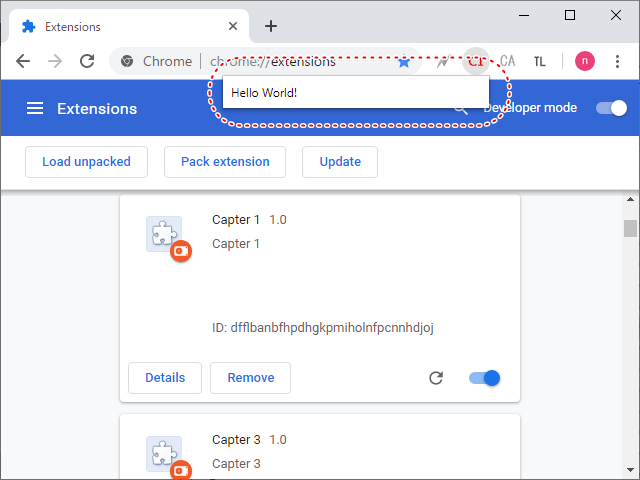 Extensions
Chrome | chrome://extensions
C1
CA
TL
n
Hello World!
Extensions
Developer mode
Load unpacked
Pack extension
Update
Capter 1 1.0
Capter 1
ID: dfflbanbfhpdhgkpmiholnfpcnnhdjoj
Details
Remove
Capter 3 1.0
Capter 3